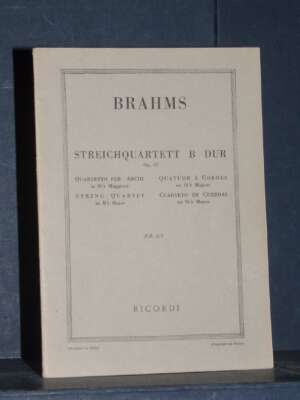 BRAHMS
STREICHQUARTETT B DUR
Op. 67
QUARTETTO PER ARCHI
in Si♭ Maggiore
QUATUOR À CORDES
en Si♭ Majeur
STRING QUARTET
in B♭ Major
CUARTETO DE CUERDAS
en Si♭ Mayor
P.R.
RICORDI